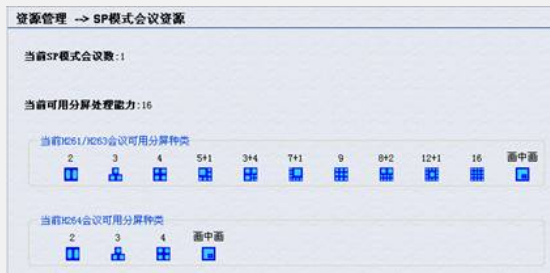 资源管理 --> SP模式会议资源
当前SP模式会议数:1
当前可用分屏处理能力:16
当前H261/H263会议可用分屏种类
2 3 4 5+1 3+4 7+1 9 8+2 12+1 16 画中画
当前H264会议可用分屏种类
2 3 4 画中画